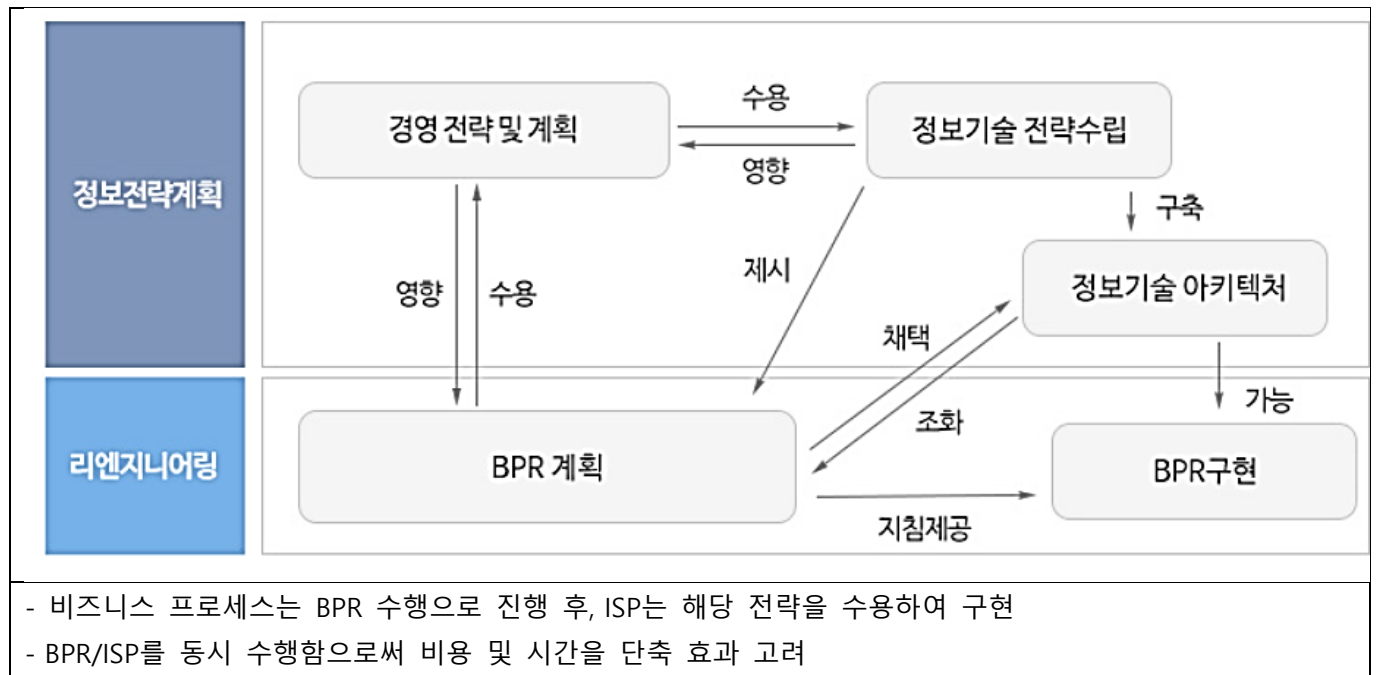 수용
경영 전략 및 계획
정보기술 전략수립
영향
정보전략계획
구축
제시
정보기술 아키텍처
영향
수용
채택
가능
조화
리엔지니어링
BPR 계획
BPR구현
지침제공
- 비즈니스 프로세스는 BPR 수행으로 진행 후, ISP는 해당 전략을 수용하여 구현
- BPR/ISP를 동시 수행함으로써 비용 및 시간을 단축 효과 고려